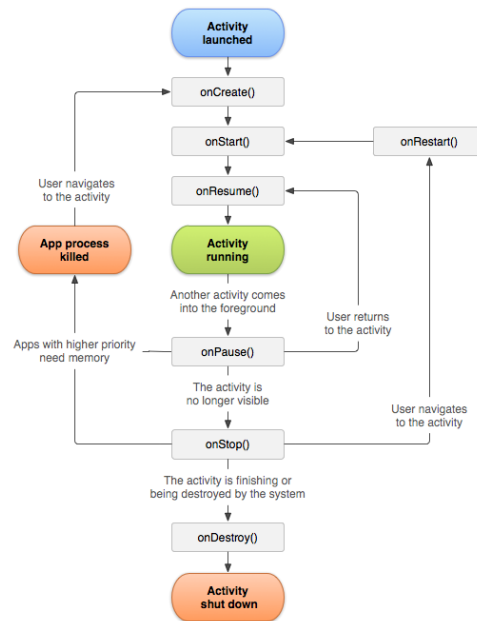 Activity
launched
onCreate()
onStart()
onRestart()
User navigates
to the activity
onResume()
App process
killed
Activity
running
Another activity comes
into the foreground
User returns
to the activity
Apps with higher priority
need memory
onPause()
The activity is
no longer visible
User navigates
to the activity
onStop()
The activity is finishing or
being destroyed by the system
onDestroy()
Activity
shut down